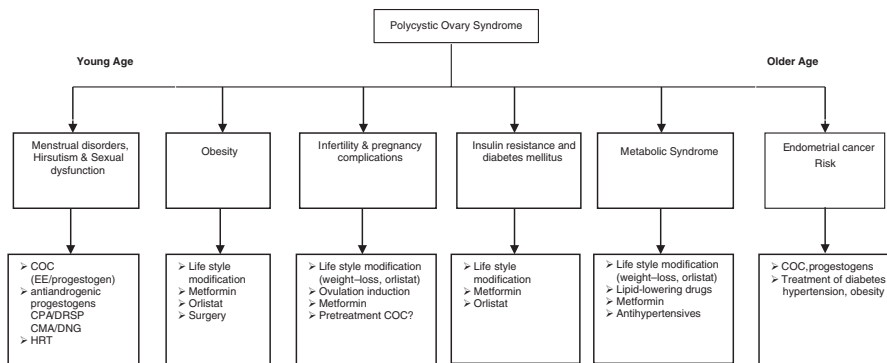 Polycystic Ovary Syndrome
Young Age
Older Age
Menstrual disorders,
Hirsutism & Sexual
dysfunction
Obesity
Infertility & pregnancy
complications
Insulin resistance and
diabetes mellitus
Metabolic Syndrome
Endometrial cancer
Risk
➢ COC
(EE/progestogen)
➢ antiandrogenic
progestogens
CPA/DRSP
CMA/DNG
➢ HRT
➢ Life style
modification
➢ Metformin
➢ Orlistat
➢ Surgery
➢ Life style modification
(weight–loss, orlistat)
➢ Ovulation induction
➢ Metformin
➢ Pretreatment COC?
➢ Life style
modification
➢ Metformin
➢ Orlistat
➢ Life style modification
(weight–loss, orlistat)
➢ Lipid-lowering drugs
➢ Metformin
➢ Antihypertensives
➢ COC,progestogens
➢ Treatment of diabetes
hypertension, obesity